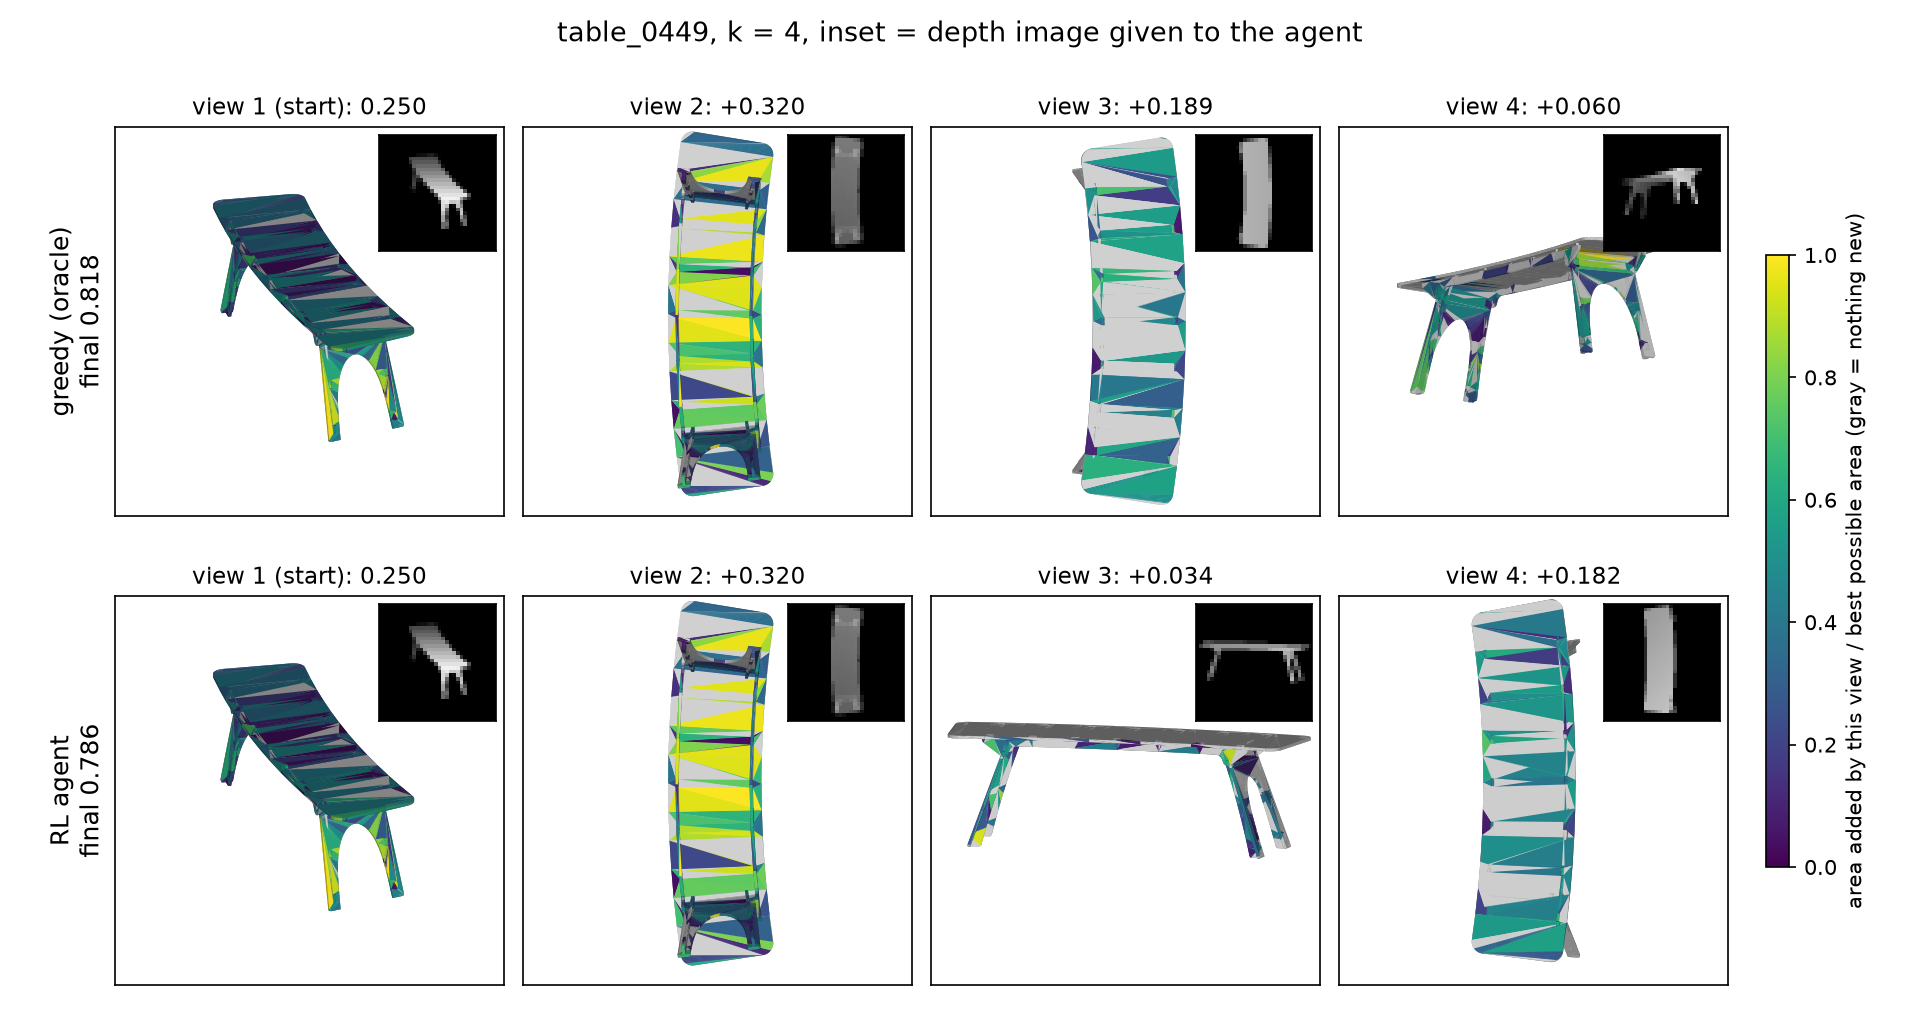 table_0449, k = 4, inset = depth image given to the agent
view 1 (start): 0.250
view 2: +0.320
view 3: +0.189
view 4: +0.060
greedy (oracle)
final 0.818
view 1 (start): 0.250
view 2: +0.320
view 3: +0.034
view 4: +0.182
RL agent
final 0.786
1.0
0.8
0.6
0.4
0.2
0.0
area added by this view / best possible area (gray = nothing new)